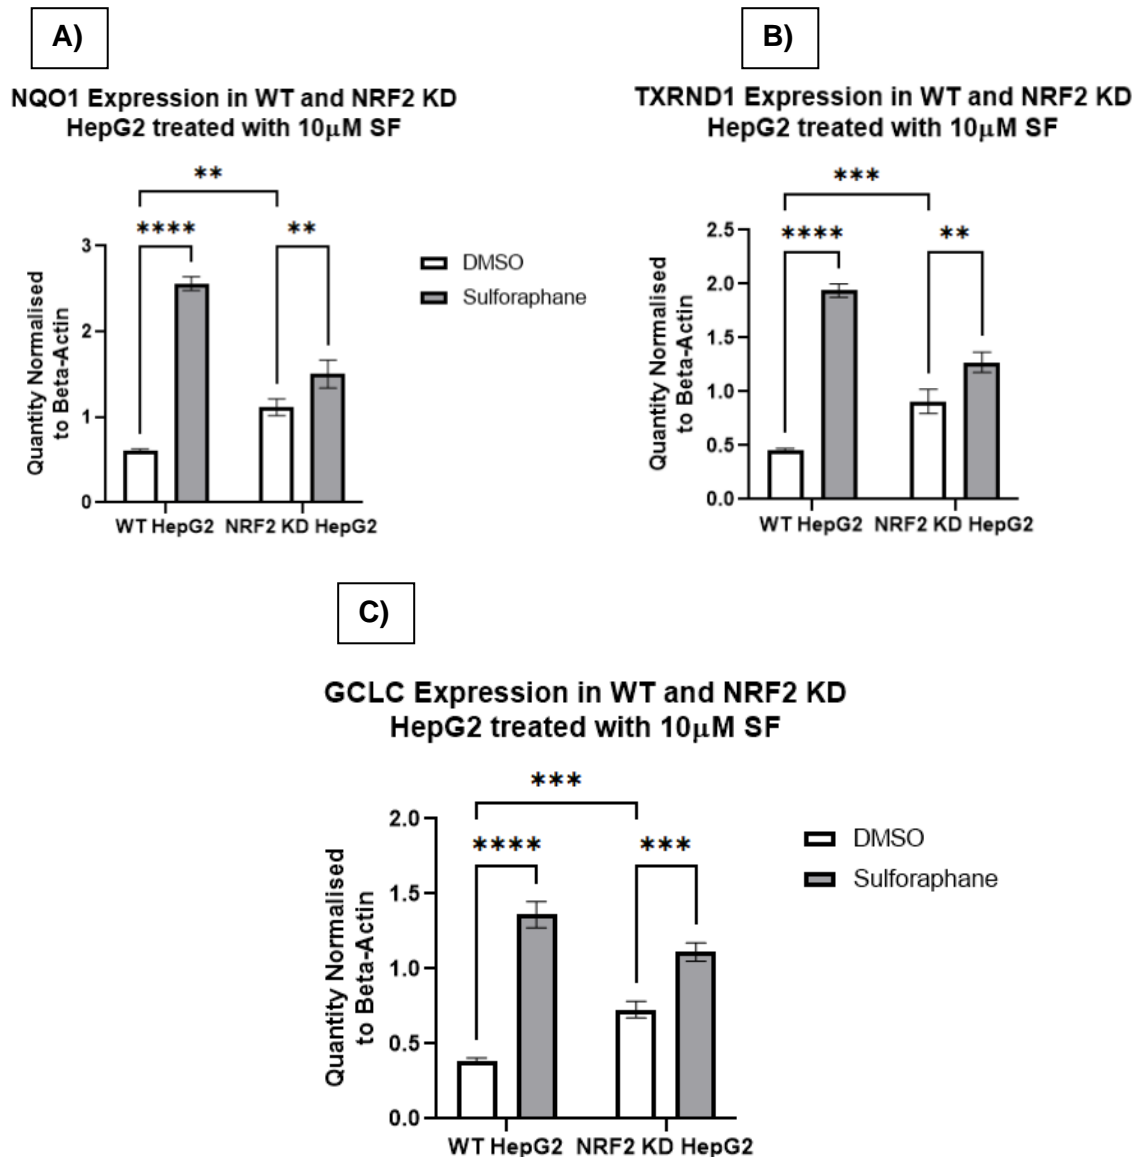 A)
NQO1 Expression in WT and NRF2 KD
HepG2 treated with 10μM SF
**
****
**
Quantity Normalised
to Beta-Actin
3
2
1
0
WT HepG2
NRF2 KD HepG2
DMSO
Sulforaphane
B)
TXRND1 Expression in WT and NRF2 KD
HepG2 treated with 10μM SF
***
****
**
Quantity Normalised
to Beta-Actin
2.5
2.0
1.5
1.0
0.5
0.0
WT HepG2
NRF2 KD HepG2
C)
GCLC Expression in WT and NRF2 KD
HepG2 treated with 10μM SF
***
****
***
Quantity Normalised
to Beta-Actin
2.0
1.5
1.0
0.5
0.0
WT HepG2
NRF2 KD HepG2
DMSO
Sulforaphane